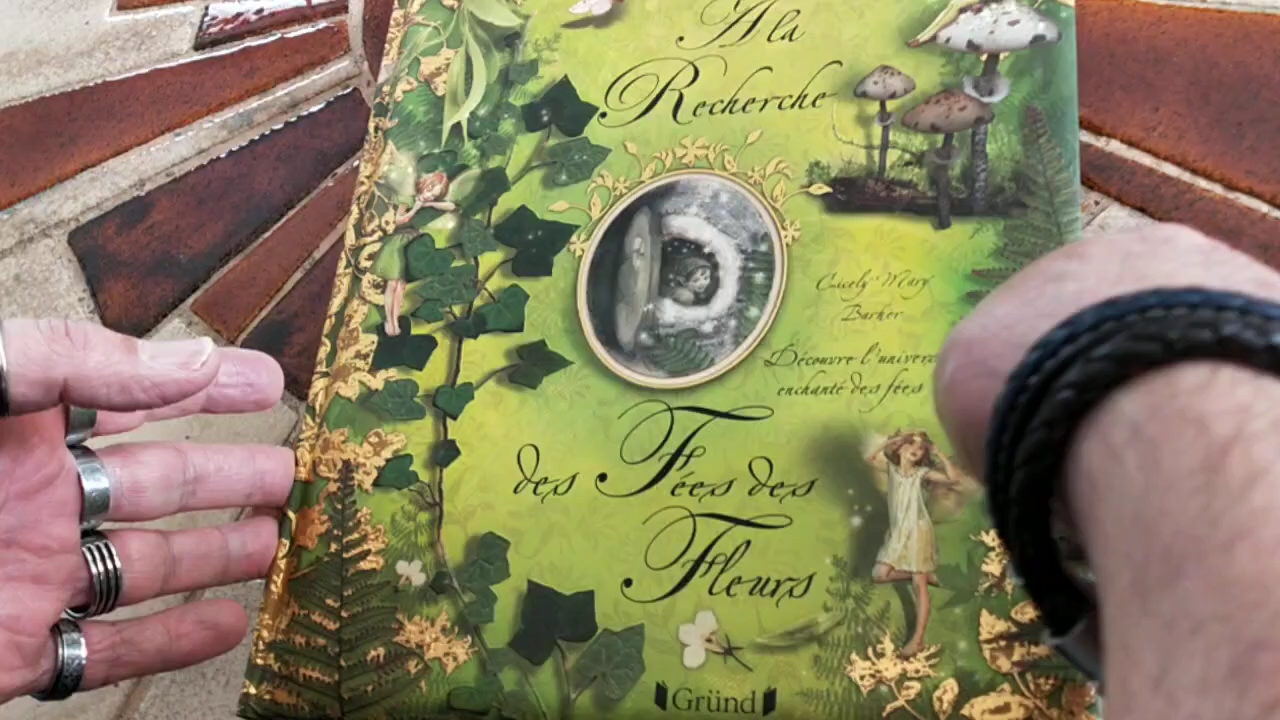 A la
Recherche
Cicely Mary
Barker
Découvre l'univers
enchanté des fées
des Fées des
Fleurs
Gründ